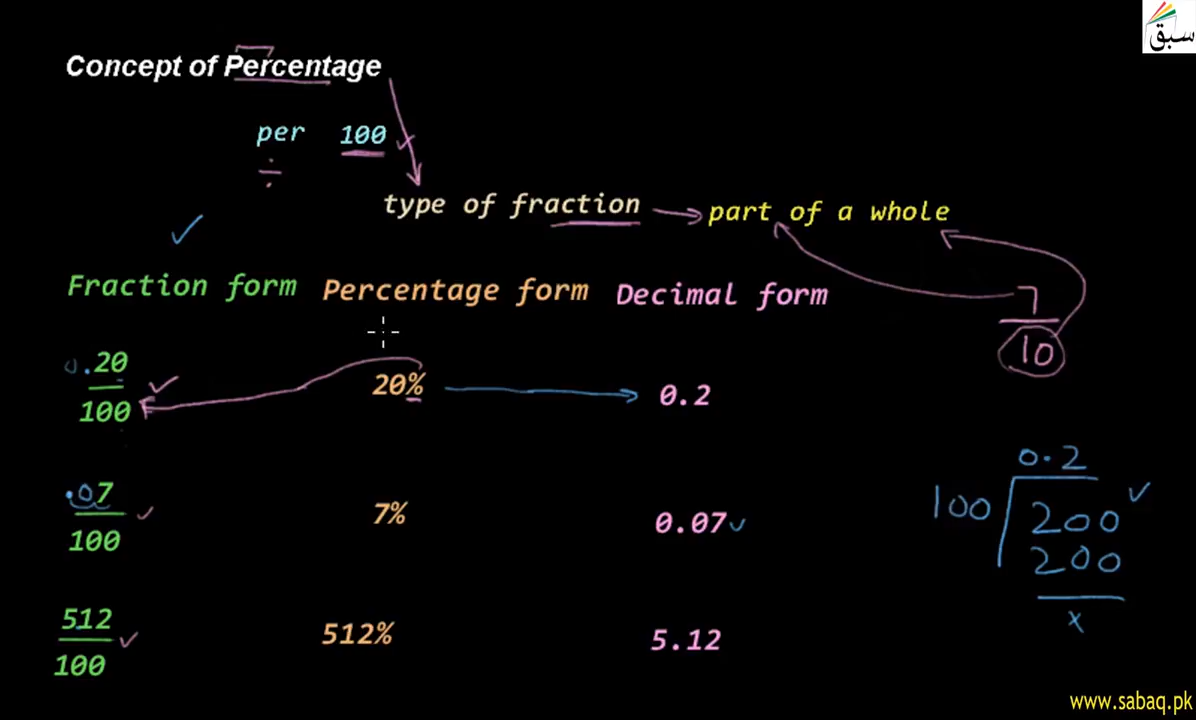 سبق
Concept of Percentage
per 100
÷
type of fraction → part of a whole
Fraction form Percentage form Decimal form
7
10
0.20
100
20% → 0.2
.07
100
7% 0.07
512
100
512% 5.12
0.2
100 200
200
x
www.sabaq.pk